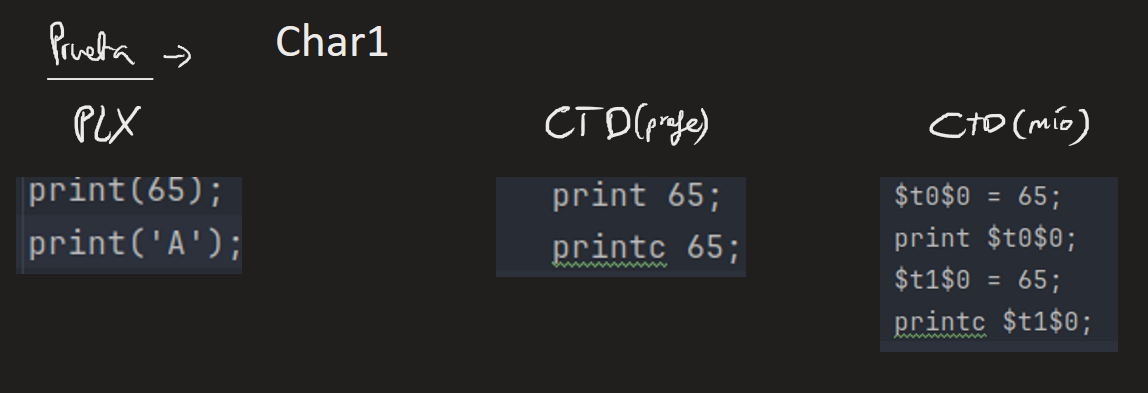 Prueba → Char1
PLX
CTD (profe)
CTD (mío)
print(65);
print('A');
print 65;
printc 65;
$t0$0 = 65;
print $t0$0;
$t1$0 = 65;
printc $t1$0;